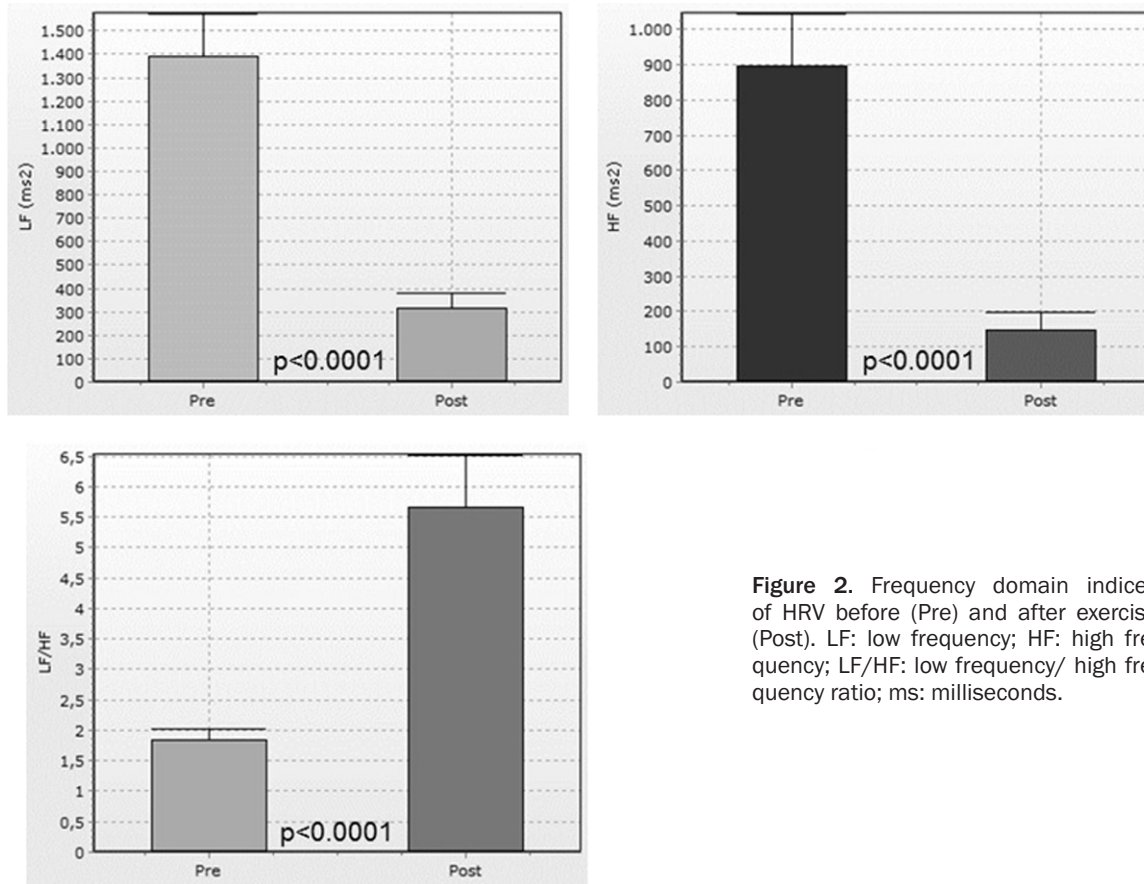 1.500
1.400
1.300
1.200
1.100
1.000
900
800
700
600
500
400
300
200
100
0
LF (ms2)
p<0.0001
Pre Post
1.000
900
800
700
600
500
400
300
200
100
0
HF (ms2)
p<0.0001
Pre Post
6,5
6
5,5
5
4,5
4
3,5
3
2,5
2
1,5
1
0,5
0
LF/HF
p<0.0001
Pre Post
Figure 2. Frequency domain indice
of HRV before (Pre) and after exercis
(Post). LF: low frequency; HF: high fre
quency; LF/HF: low frequency/ high fre
quency ratio; ms: milliseconds.